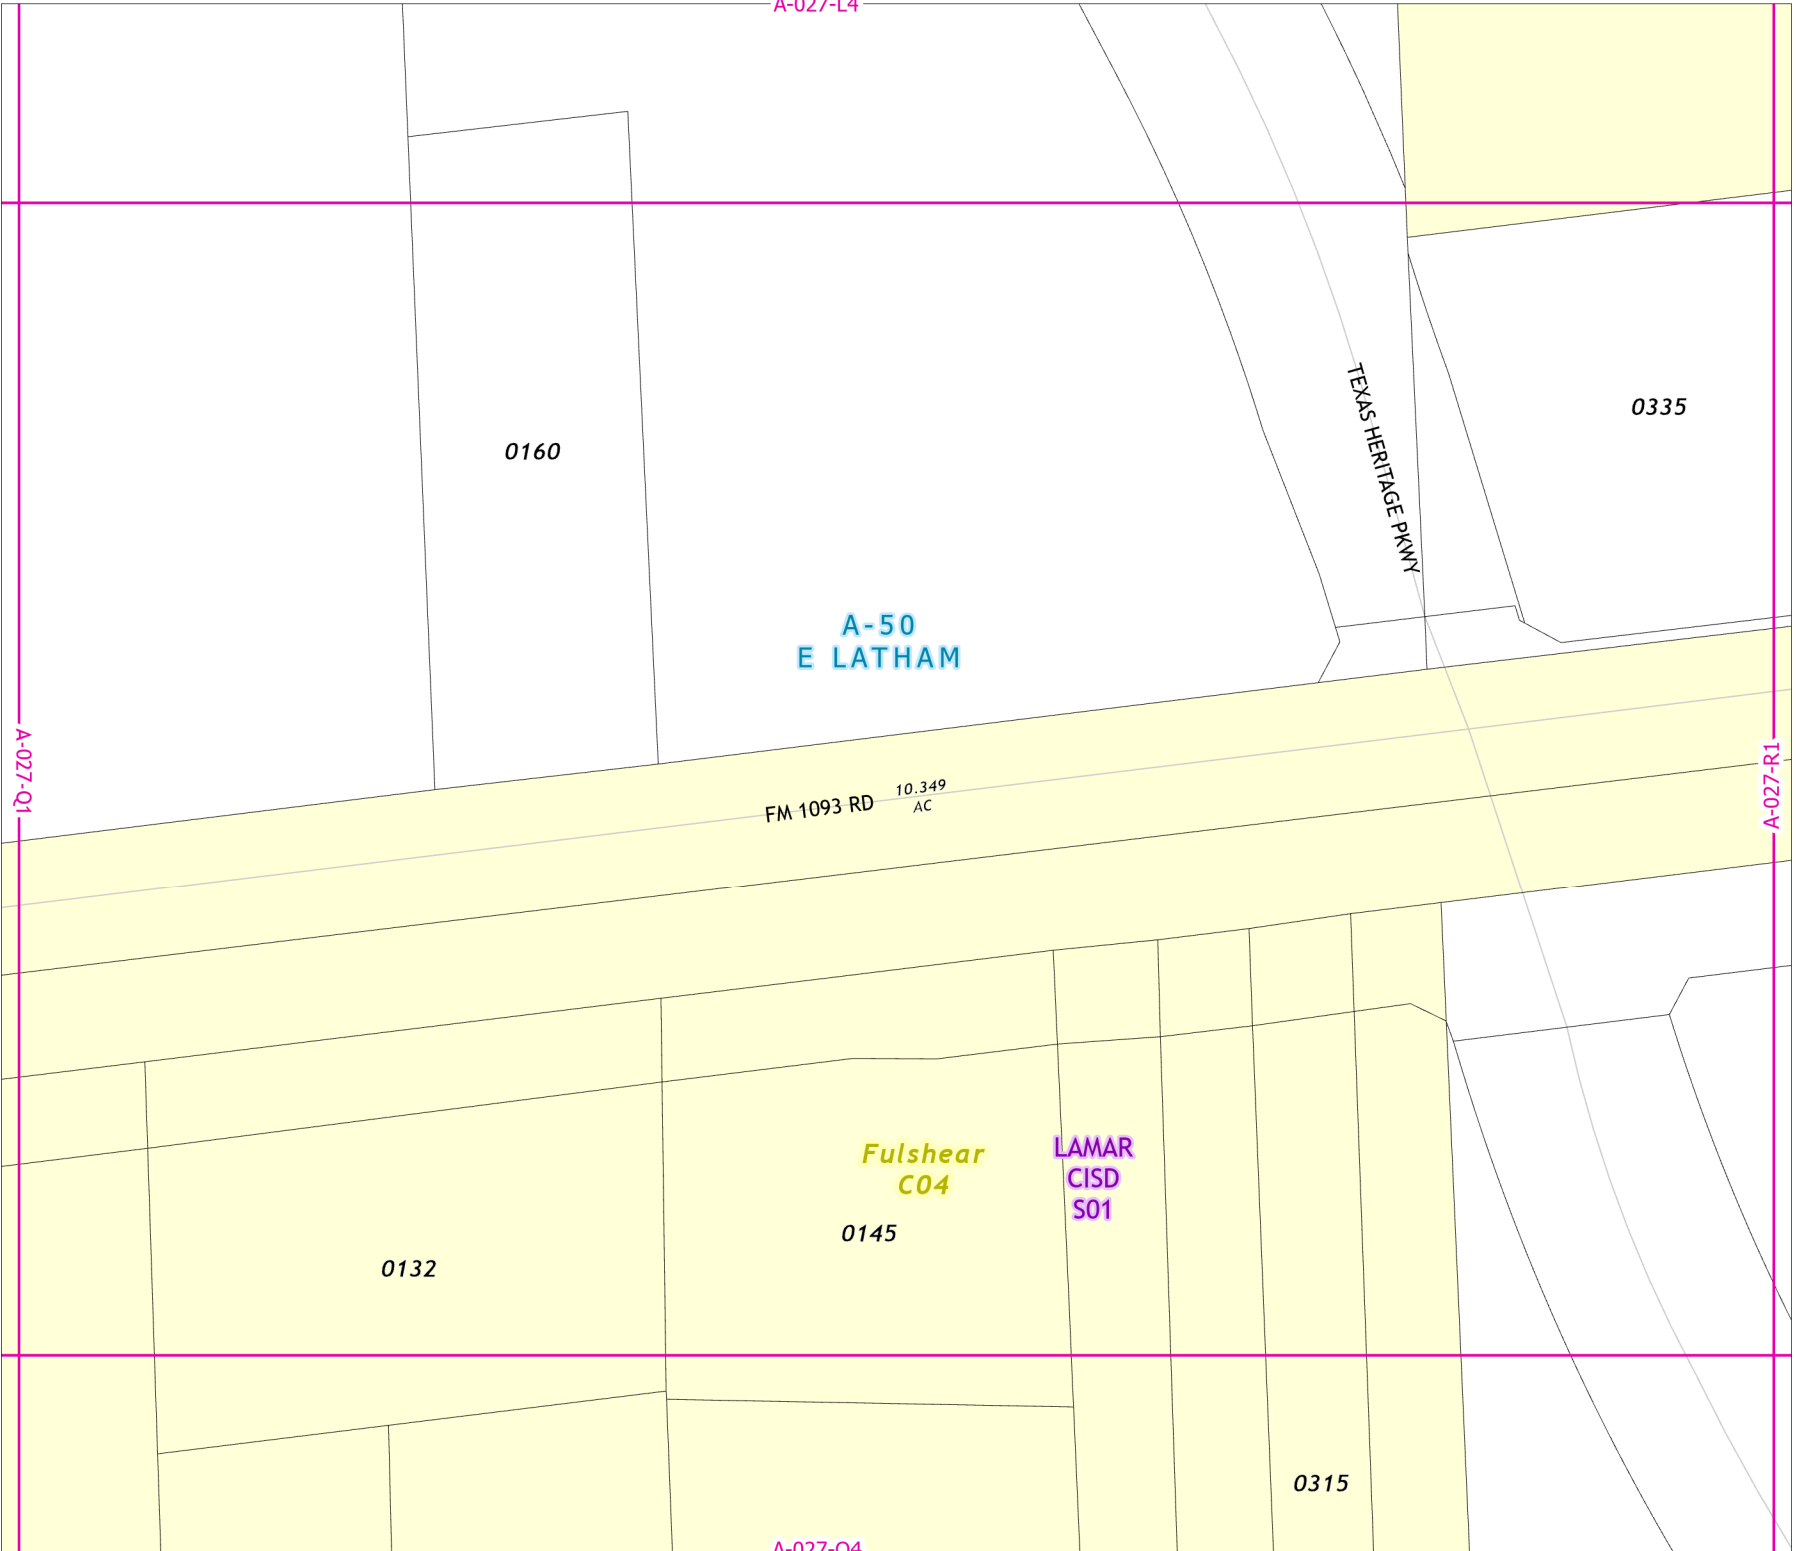 A-027-L4
0335
TEXAS HERITAGE PKWY
0160
A-50
E LATHAM
A-027-Q1
A-027-R1
FM 1093 RD
10.349
AC
Fulshear
C04
LAMAR
CISD
S01
0145
0132
0315
A-027-Q4